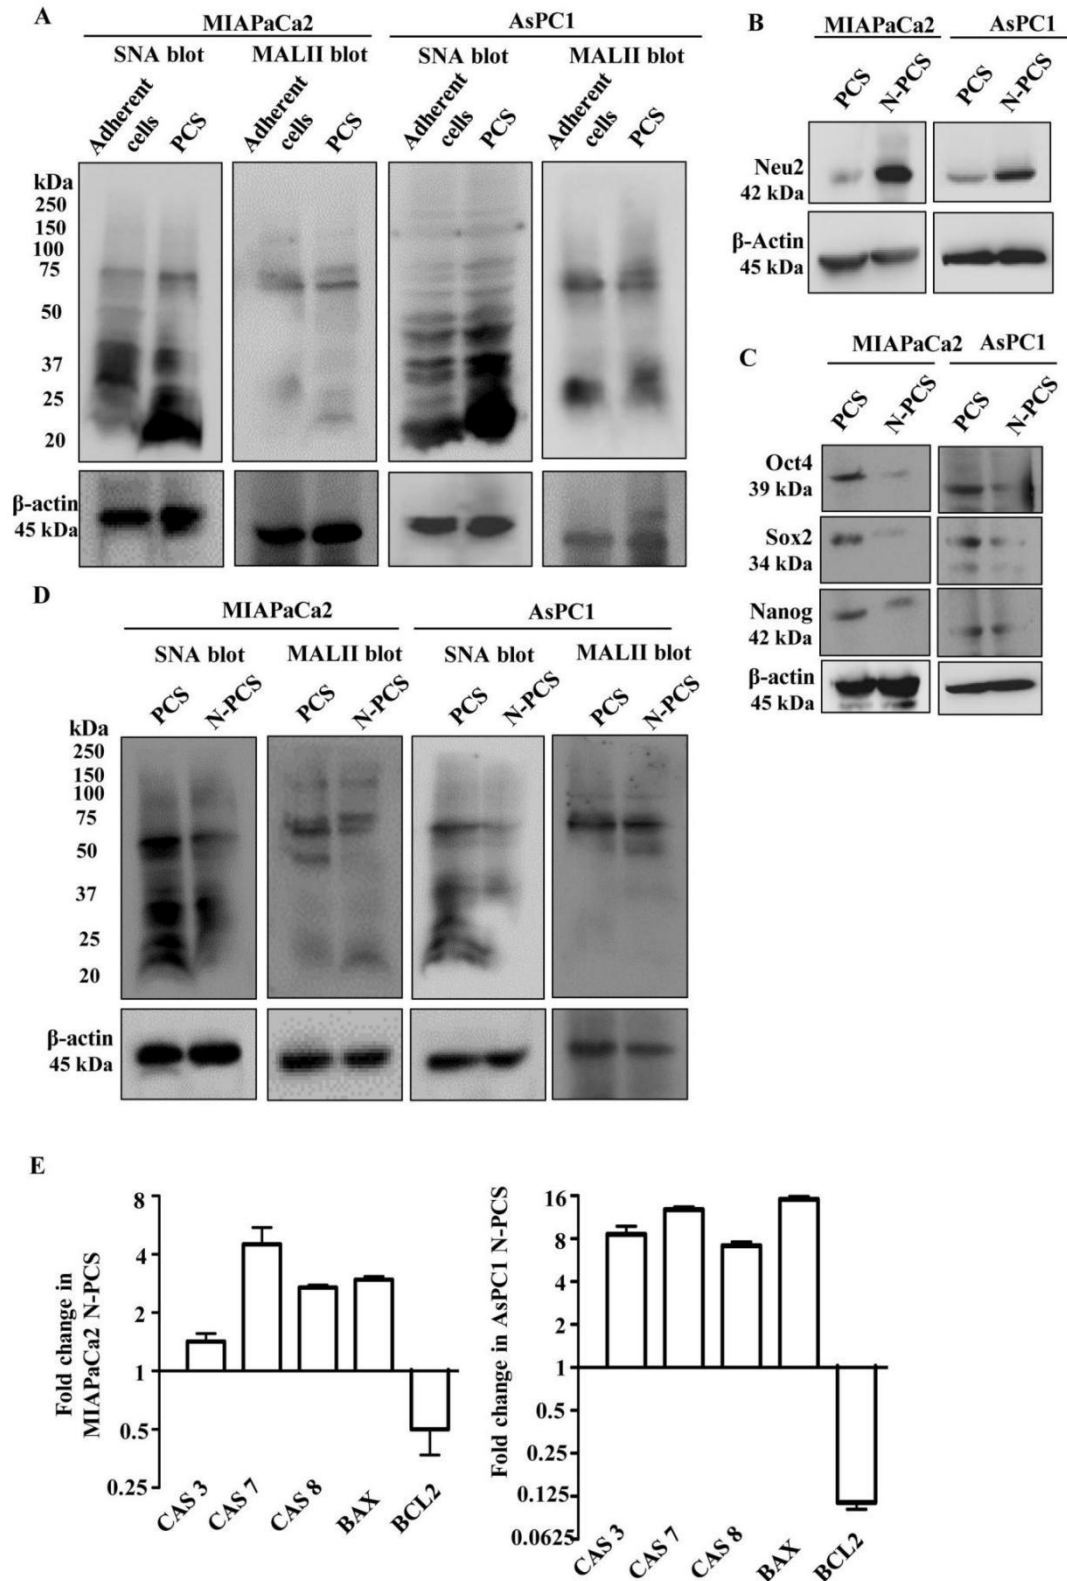 A
MIAPaCa2 AsPC1
SNA blot MALII blot SNA blot MALII blot
Adherent cells PCS Adherent cells PCS Adherent cells PCS Adherent cells PCS
kDa
250
150
100
75
50
37
25
20
β-actin
45 kDa
B
MIAPaCa2 AsPC1
PCS N-PCS PCS N-PCS
Neu2
42 kDa
β-Actin
45 kDa
C
MIAPaCa2 AsPC1
PCS N-PCS PCS N-PCS
Oct4
39 kDa
Sox2
34 kDa
Nanog
42 kDa
β-actin
45 kDa
D
MIAPaCa2 AsPC1
SNA blot MALII blot SNA blot MALII blot
PCS N-PCS PCS N-PCS PCS N-PCS PCS N-PCS
kDa
250
150
100
75
50
37
25
20
β-actin
45 kDa
E
Fold change in
MIAPaCa2 N-PCS
8
4
2
1
0.5
0.25
CAS 3 CAS 7 CAS 8 BAX BCL2
Fold change in AsPC1 N-PCS
16
8
4
2
1
0.5
0.25
0.125
0.0625
CAS 3 CAS 7 CAS 8 BAX BCL2